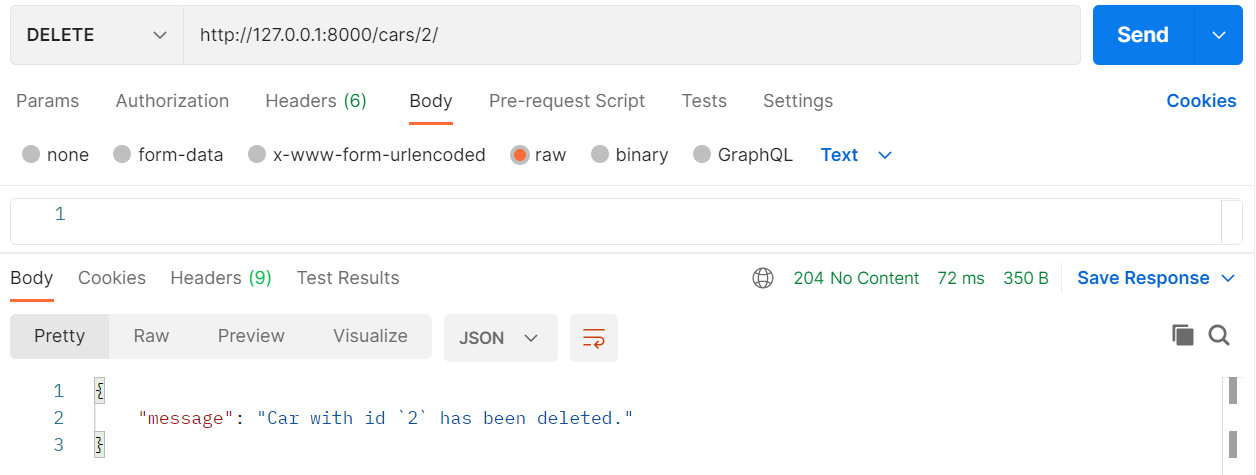 DELETE http://127.0.0.1:8000/cars/2/ Send
Params Authorization Headers (6) Body Pre-request Script Tests Settings Cookies
none form-data x-www-form-urlencoded raw binary GraphQL Text
1
Body Cookies Headers (9) Test Results 204 No Content 72 ms 350 B Save Response
Pretty Raw Preview Visualize JSON
1 {
2 "message": "Car with id `2` has been deleted."
3 }